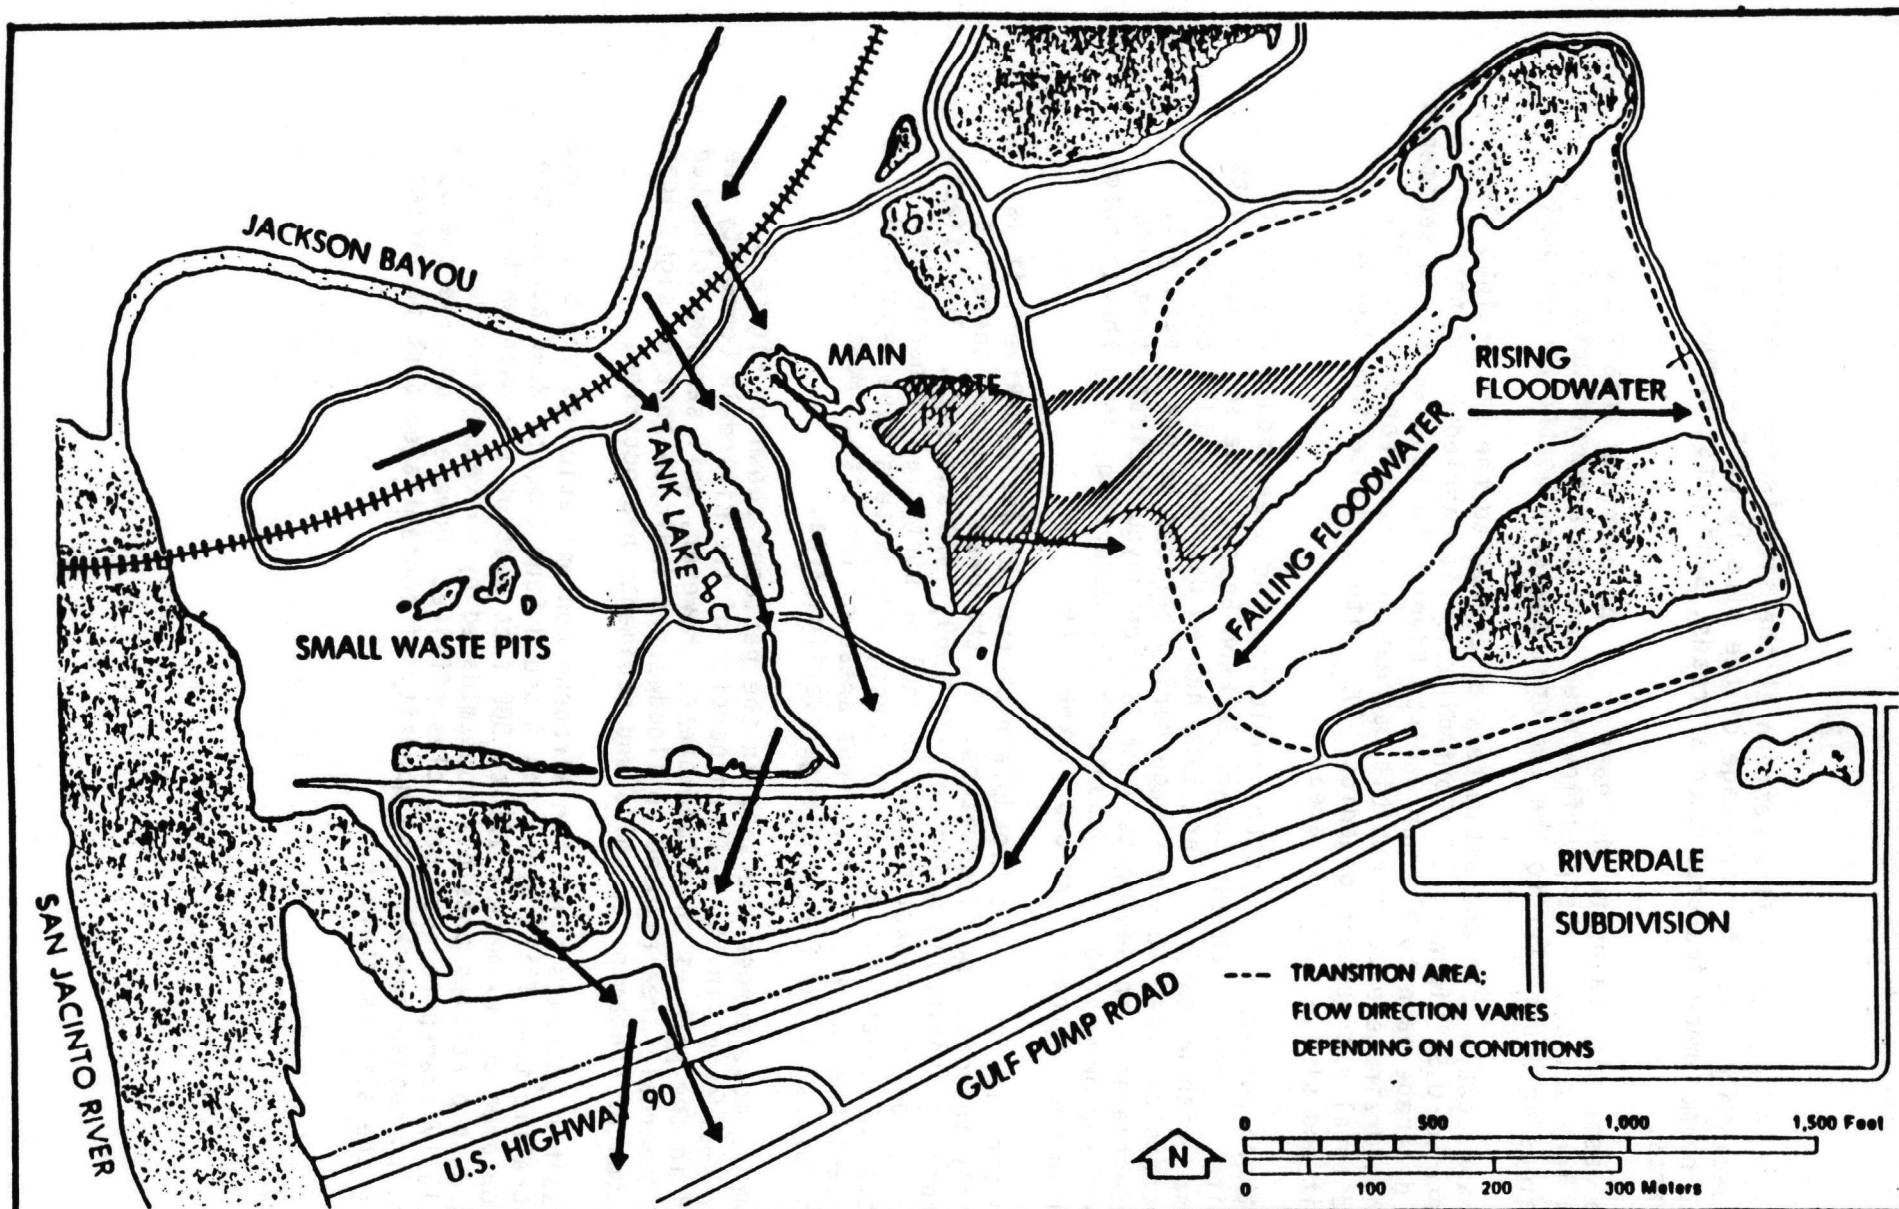 JACKSON BAYOU
MAIN
WASTE
PIT
RISING
FLOODWATER
FALLING FLOODWATER
TANK LAKE
SMALL WASTE PITS
SAN JACINTO RIVER
RIVERDALE
SUBDIVISION
U.S. HIGHWAY 90
GULF PUMP ROAD
TRANSITION AREA:
FLOW DIRECTION VARIES
DEPENDING ON CONDITIONS
N
0 500 1,000 1,500 Feet
0 100 200 300 Meters